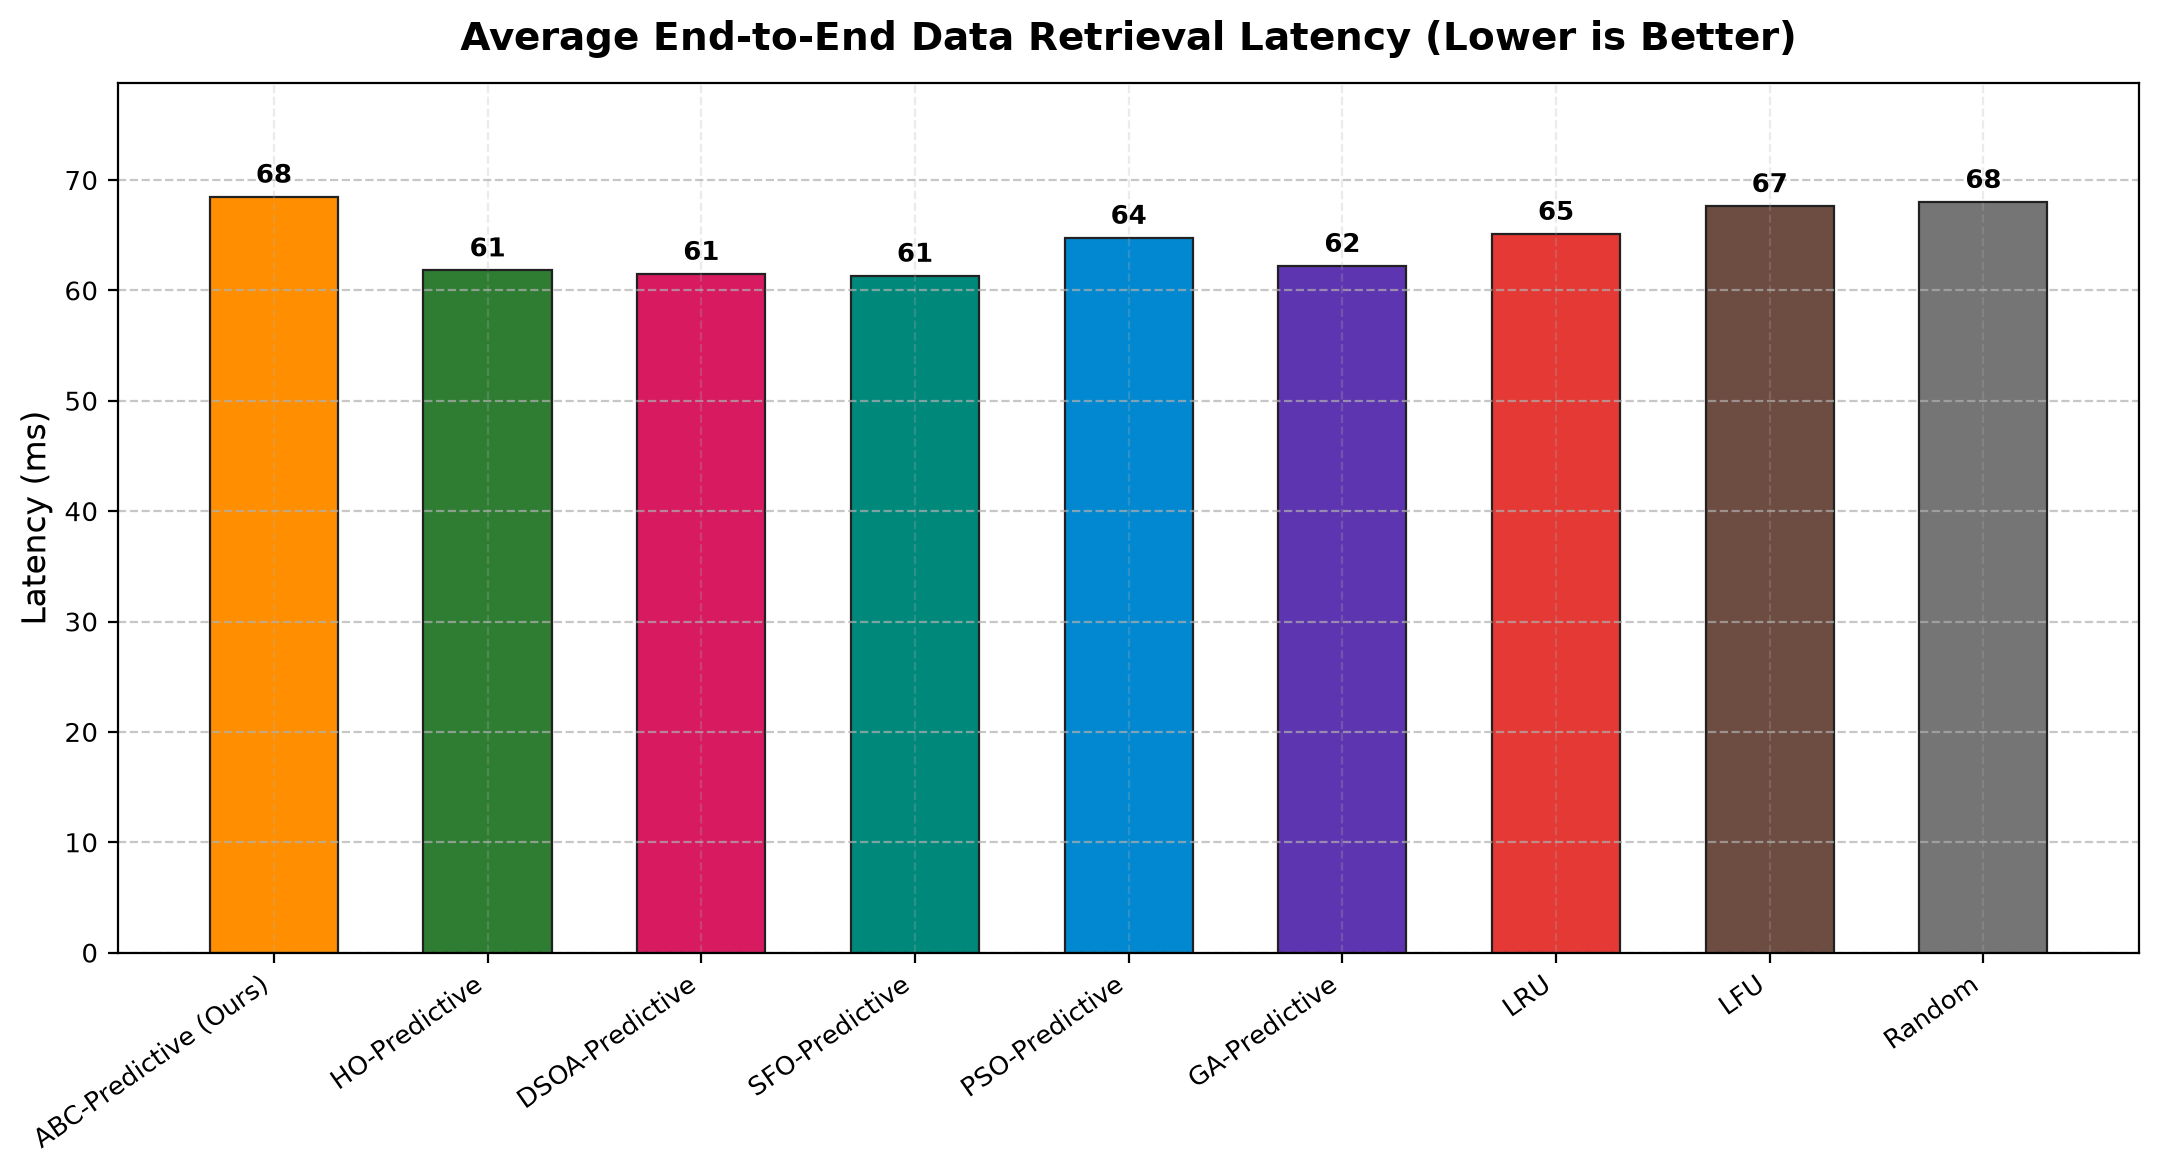 Average End-to-End Data Retrieval Latency (Lower is Better)
Latency (ms)
70
60
50
40
30
20
10
0
68
61
61
61
64
62
65
67
68
ABC-Predictive (Ours)
HO-Predictive
DSOA-Predictive
SFO-Predictive
PSO-Predictive
GA-Predictive
LRU
LFU
Random